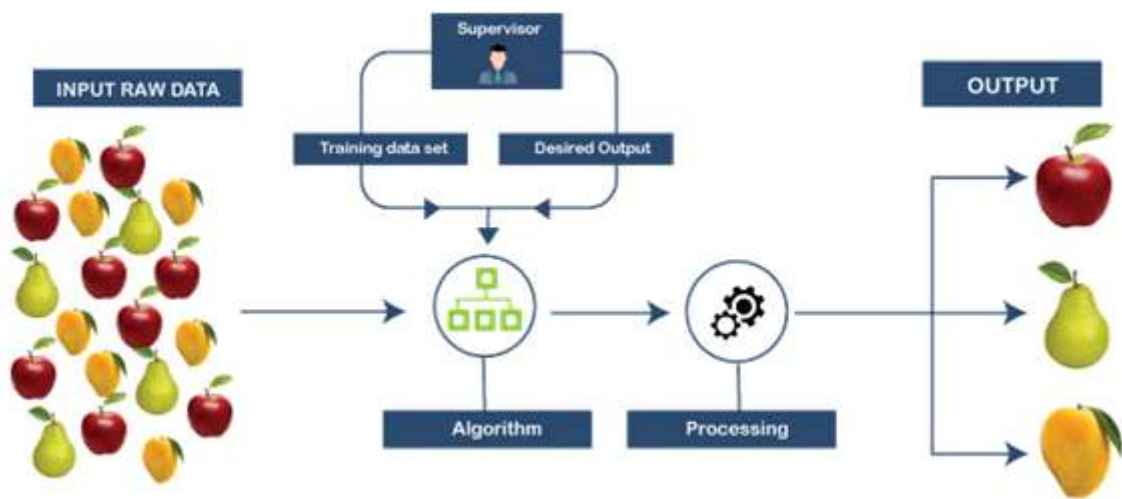 Supervisor
INPUT RAW DATA
OUTPUT
Training data set
Desired Output
Algorithm
Processing